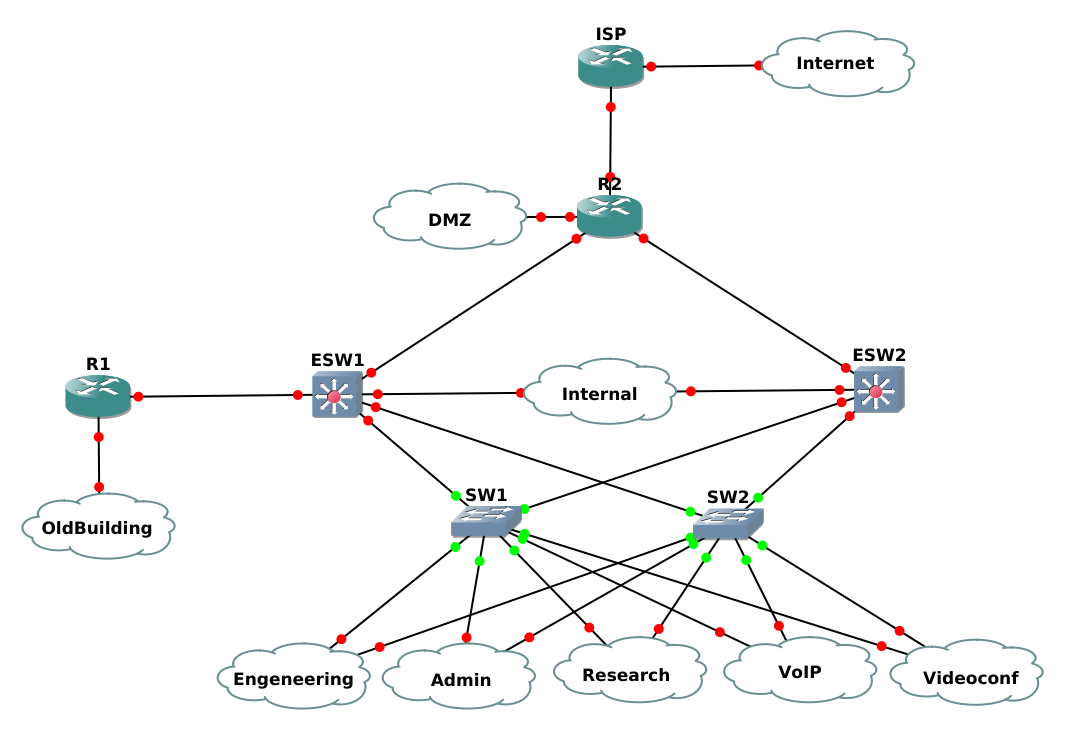 ISP
Internet
R2
DMZ
ESW1
ESW2
R1
Internal
SW1
SW2
OldBuilding
Engeneering
Admin
Research
VoIP
Videoconf